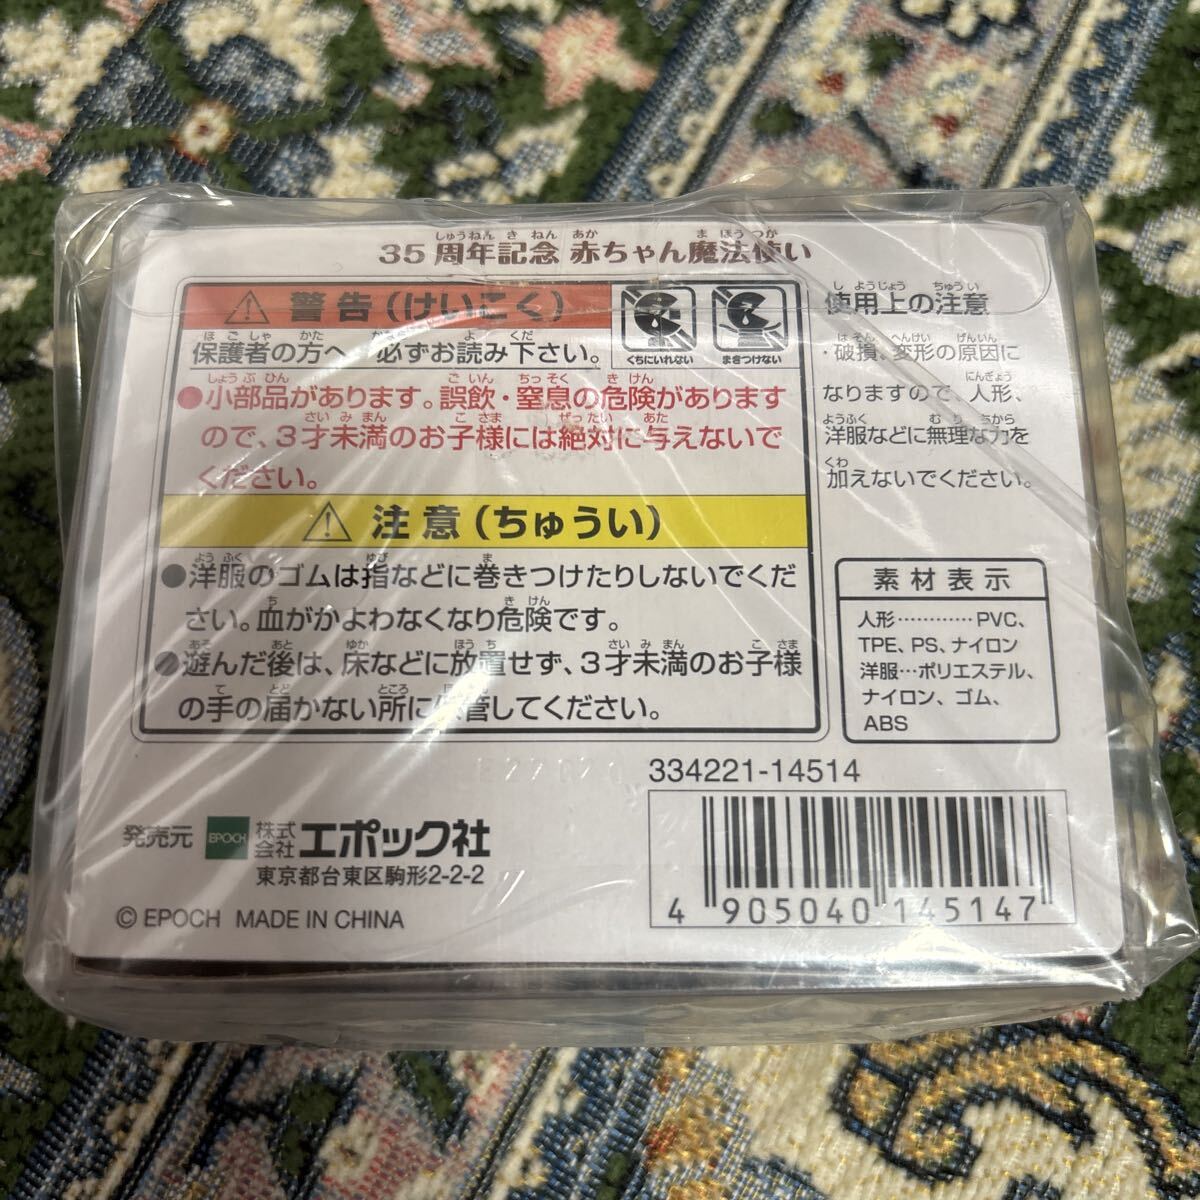 35周年記念 赤ちゃん魔法使い
警告(けいこく)
くちにいれない
まきつけない
保護者の方へ 必ずお読み下さい。
●小部品があります。誤飲・窒息の危険があります
ので、3才未満のお子様には絶対に与えないで
ください。
注意(ちゅうい)
●洋服のゴムは指などに巻きつけたりしないでくだ
さい。血がかよわなくなり危険です。
●遊んだ後は、床などに放置せず、3才未満のお子様
の手の届かない所に保管してください。
使用上の注意
・破損、変形の原因に
なりますので、人形、
洋服などに無理な力を
加えないでください。
素材表示
人形…………PVC、
TPE、PS、ナイロン
洋服…ポリエステル、
ナイロン、ゴム、
ABS
334221-14514
4 905040 145147
発売元 EPOCH 株式会社 エポック社
東京都台東区駒形2-2-2
© EPOCH MADE IN CHINA